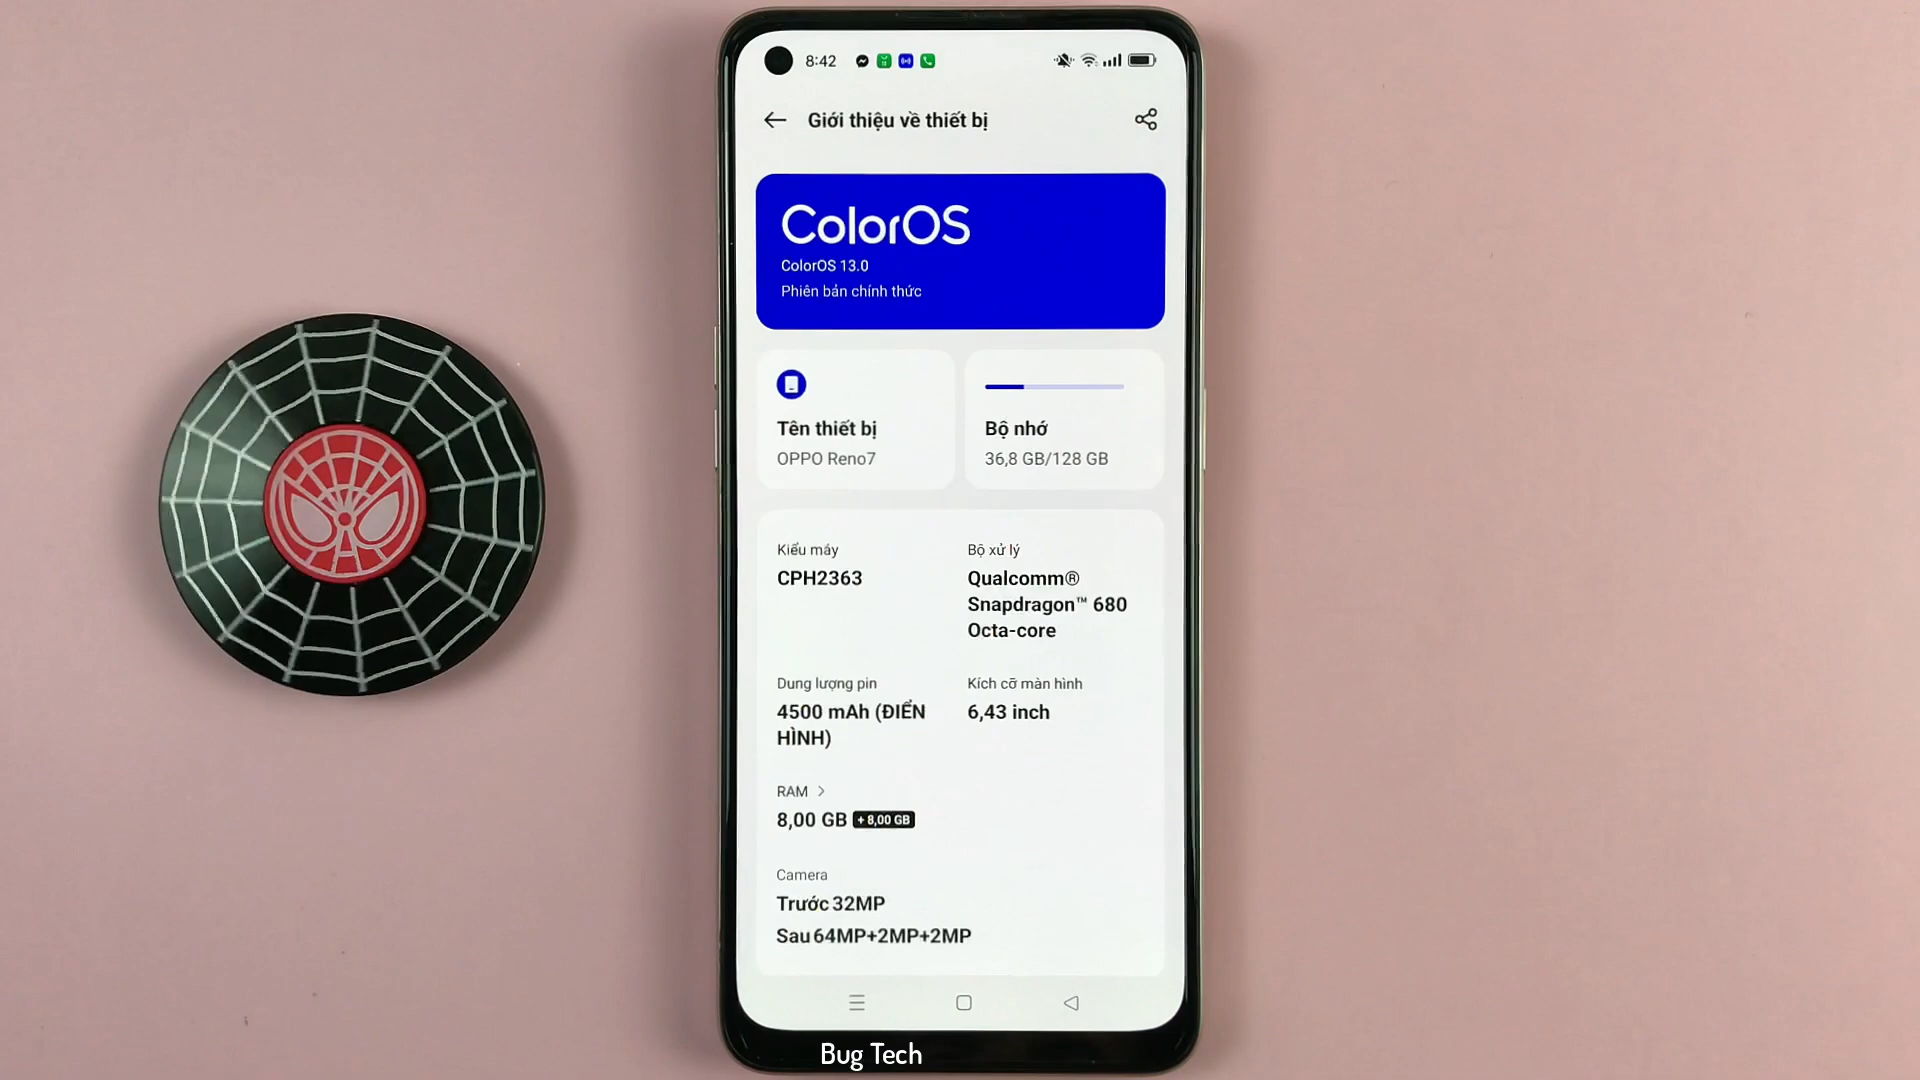 8:42
Giới thiệu về thiết bị
ColorOS
ColorOS 13.0
Phiên bản chính thức
Tên thiết bị
OPPO Reno7
Bộ nhớ
36,8 GB/128 GB
Kiểu máy
CPH2363
Bộ xử lý
Qualcomm®
Snapdragon™ 680
Octa-core
Dung lượng pin
4500 mAh (ĐIỂN
HÌNH)
Kích cỡ màn hình
6,43 inch
RAM >
8,00 GB + 8,00 GB
Camera
Trước 32MP
Sau 64MP+2MP+2MP
Bug Tech